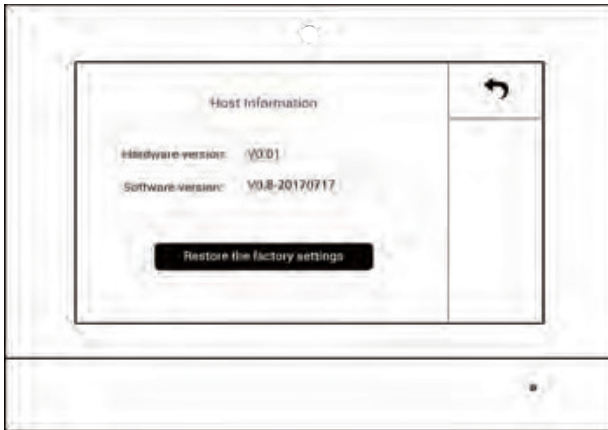 Host Information
Hardware version: V0.01
Software version: V0.8-20170717
Restore the factory settings